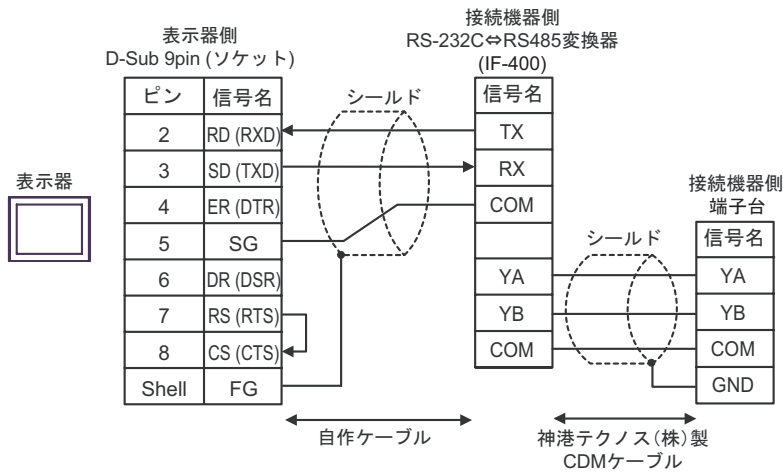 表示器側
D-Sub 9pin (ソケット)
接続機器側
RS-232C⇔RS485変換器
(IF-400)
ピン 信号名
シールド
信号名
2 RD (RXD)
TX
3 SD (TXD)
RX
4 ER (DTR)
COM
5 SG
6 DR (DSR)
YA
7 RS (RTS)
YB
8 CS (CTS)
COM
Shell FG
表示器
接続機器側
端子台
シールド
信号名
YA
YB
COM
GND
自作ケーブル
神港テクノス(株)製
CDMケーブル